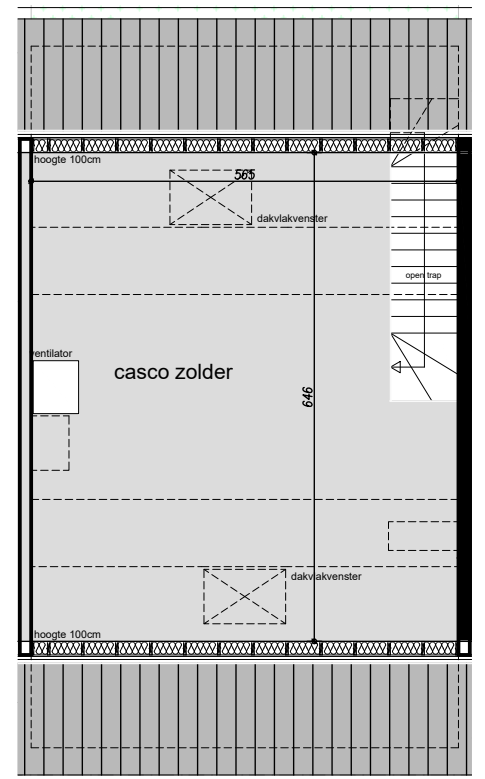 hoogte 100cm
565
dakvlakvenster
open trap
ventilator
casco zolder
646
dakvlakvenster
hoogte 100cm